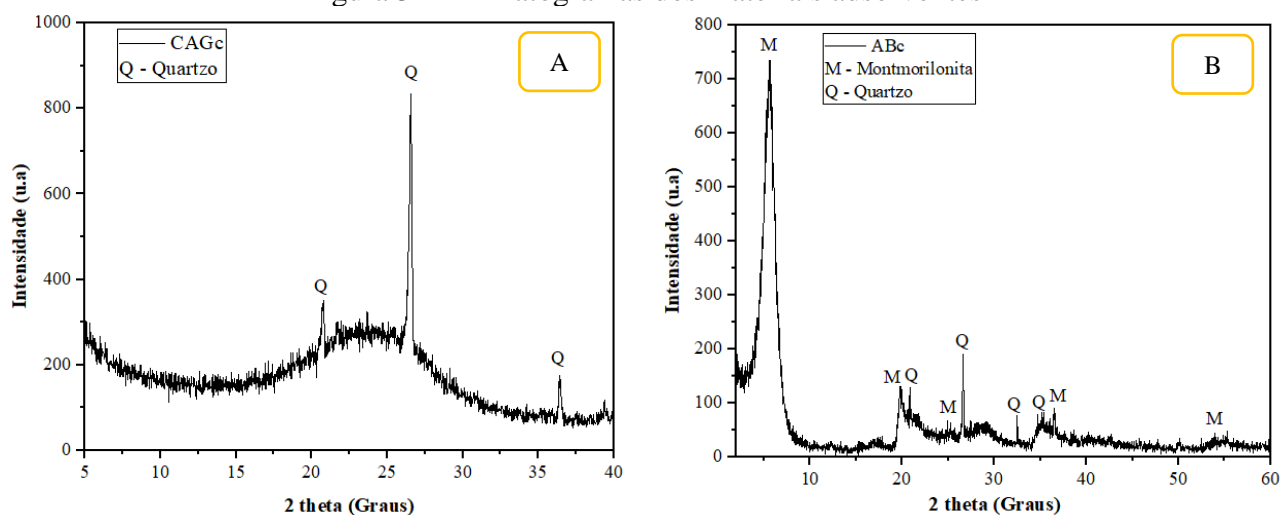 1000
800
600
400
200
0
5
10
15
20
25
30
35
40
Intensidade (u.a)
2 theta (Graus)
CAGc
Q - Quartzo
A
Q
Q
Q
800
700
600
500
400
300
200
100
0
10
20
30
40
50
60
Intensidade (u.a)
2 theta (Graus)
ABc
M - Montmorilonita
Q - Quartzo
B
M
M
Q
M
Q
Q
Q
M
M